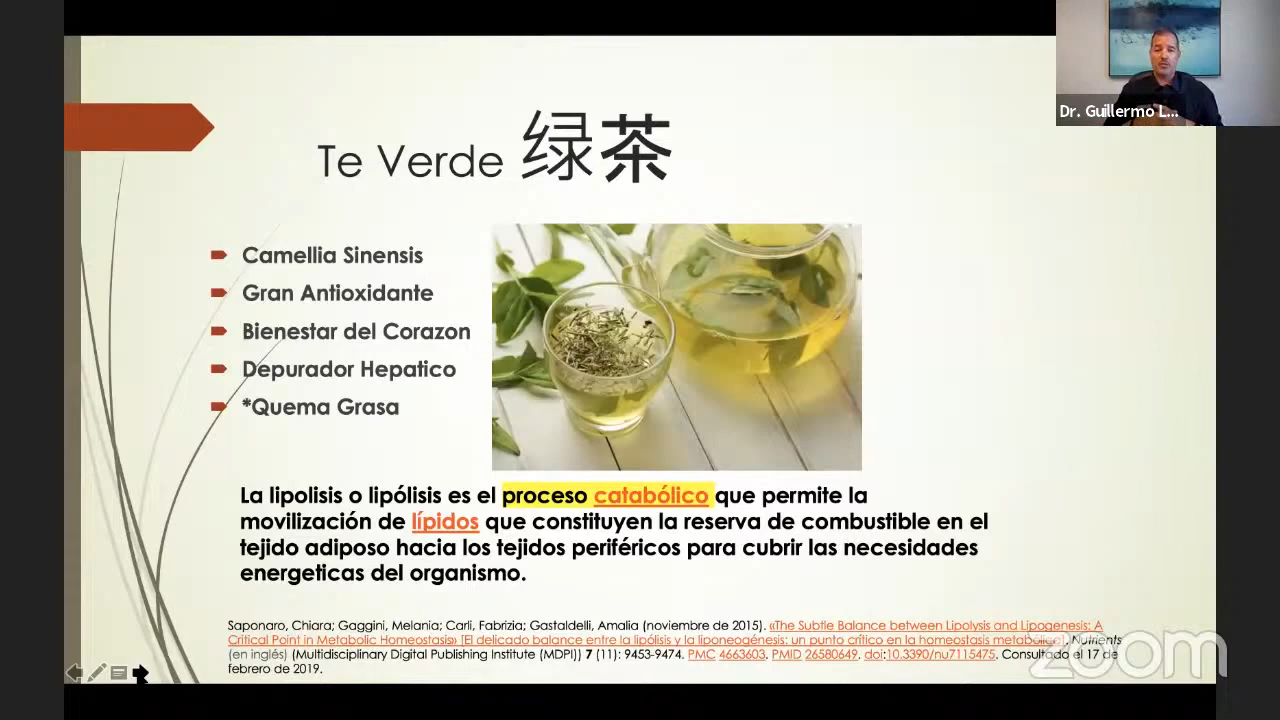 Dr. Guillermo L...
Te Verde 绿茶
Camellia Sinensis
Gran Antioxidante
Bienestar del Corazon
Depurador Hepatico
*Quema Grasa
La lipolisis o lipólisis es el proceso catabólico que permite la
movilización de lípidos que constituyen la reserva de combustible en el
tejido adiposo hacia los tejidos periféricos para cubrir las necesidades
energeticas del organismo.
Saponaro, Chiara; Gaggini, Melania; Carli, Fabrizia; Gastaldelli, Amalia (noviembre de 2015). «The Subtle Balance between Lipolysis and Lipogenesis: A
Critical Point in Metabolic Homeostasis» [El delicado balance entre la lipólisis y la liponeogénesis: un punto crítico en la homeostasis metabólica]. Nutrients
(en inglés) (Multidisciplinary Digital Publishing Institute (MDPI)) 7 (11): 9453-9474. PMC 4663603. PMID 26580649. doi:10.3390/nu7115475. Consultado el 17 de
febrero de 2019.
zoom